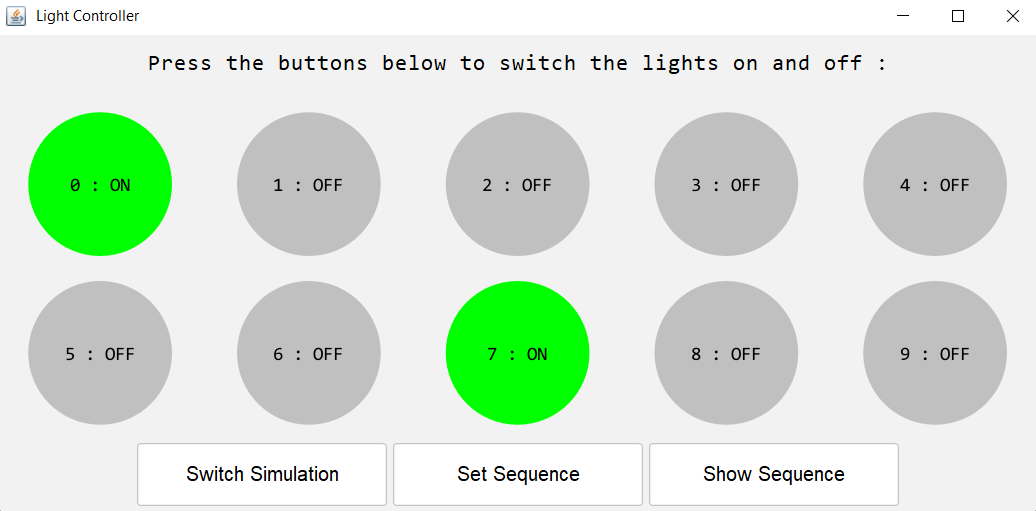 Light Controller
Press the buttons below to switch the lights on and off :
0 : ON
1 : OFF
2 : OFF
3 : OFF
4 : OFF
5 : OFF
6 : OFF
7 : ON
8 : OFF
9 : OFF
Switch Simulation
Set Sequence
Show Sequence